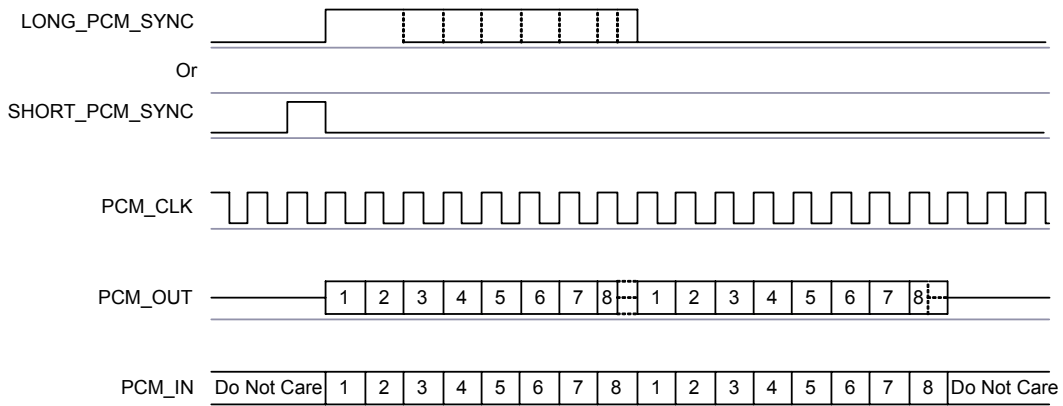 LONG_PCM_SYNC
Or
SHORT_PCM_SYNC
PCM_CLK
PCM_OUT 1 2 3 4 5 6 7 8 1 2 3 4 5 6 7 8
PCM_IN Do Not Care 1 2 3 4 5 6 7 8 1 2 3 4 5 6 7 8 Do Not Care